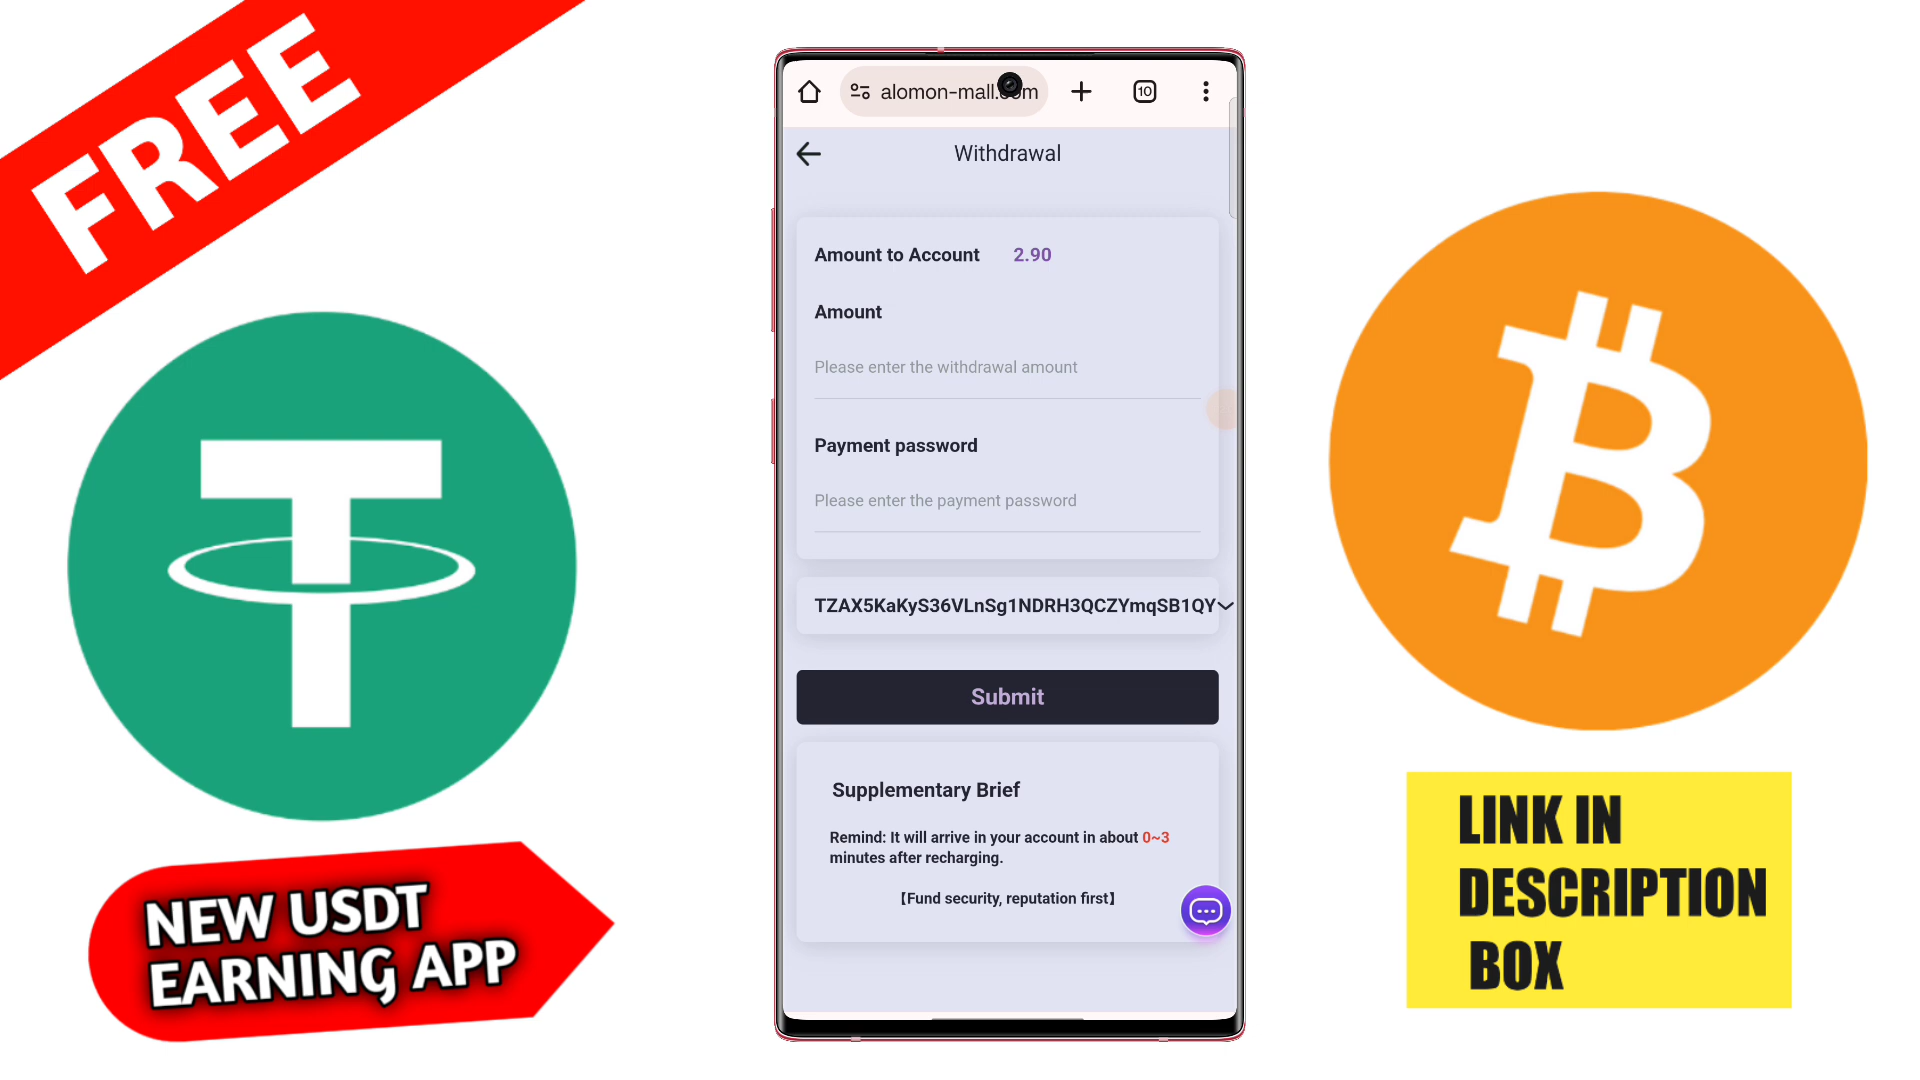 FREE
alomon-mall.com
10
Withdrawal
Amount to Account 2.90
Amount
Please enter the withdrawal amount
Payment password
Please enter the payment password
TZAX5KaKyS36VLnSg1NDRH3QCZYmqSB1QY
Submit
Supplementary Brief
Remind: It will arrive in your account in about 0~3
minutes after recharging.
【Fund security, reputation first】
NEW USDT
EARNING APP
LINK IN
DESCRIPTION
BOX